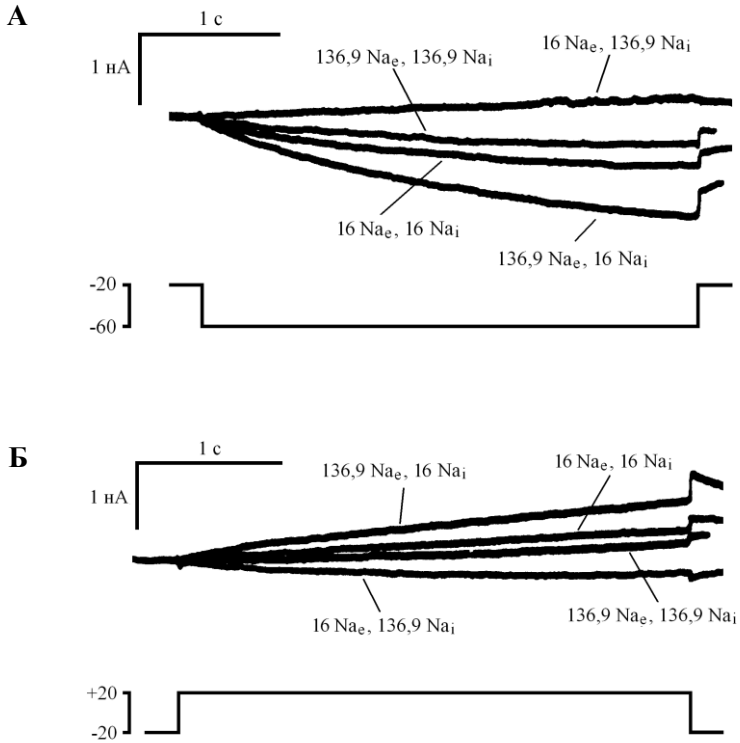 А
1 с
1 нА
136,9 Naₑ, 136,9 Naᵢ
16 Naₑ, 136,9 Naᵢ
16 Naₑ, 16 Naᵢ
136,9 Naₑ, 16 Naᵢ
-20
-60
Б
1 с
1 нА
136,9 Naₑ, 16 Naᵢ
16 Naₑ, 16 Naᵢ
16 Naₑ, 136,9 Naᵢ
136,9 Naₑ, 136,9 Naᵢ
+20
-20